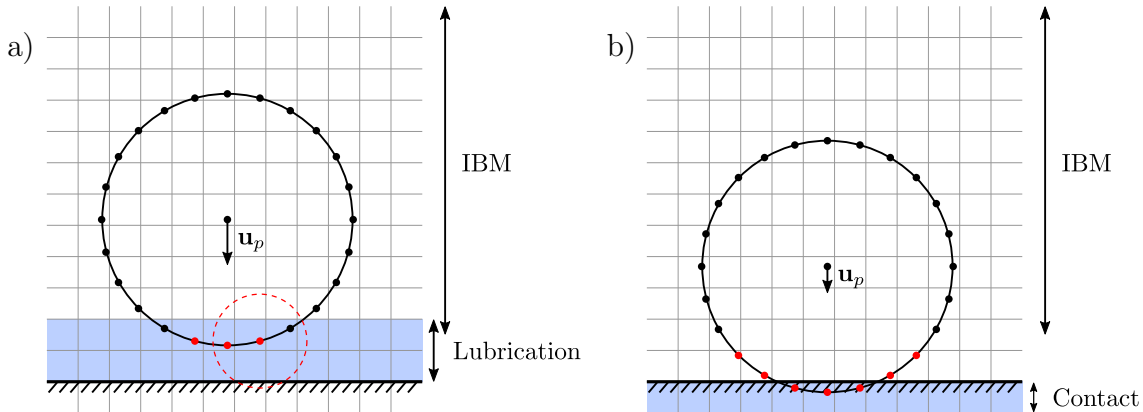 a)
IBM
u_p
Lubrication
b)
IBM
u_p
Contact